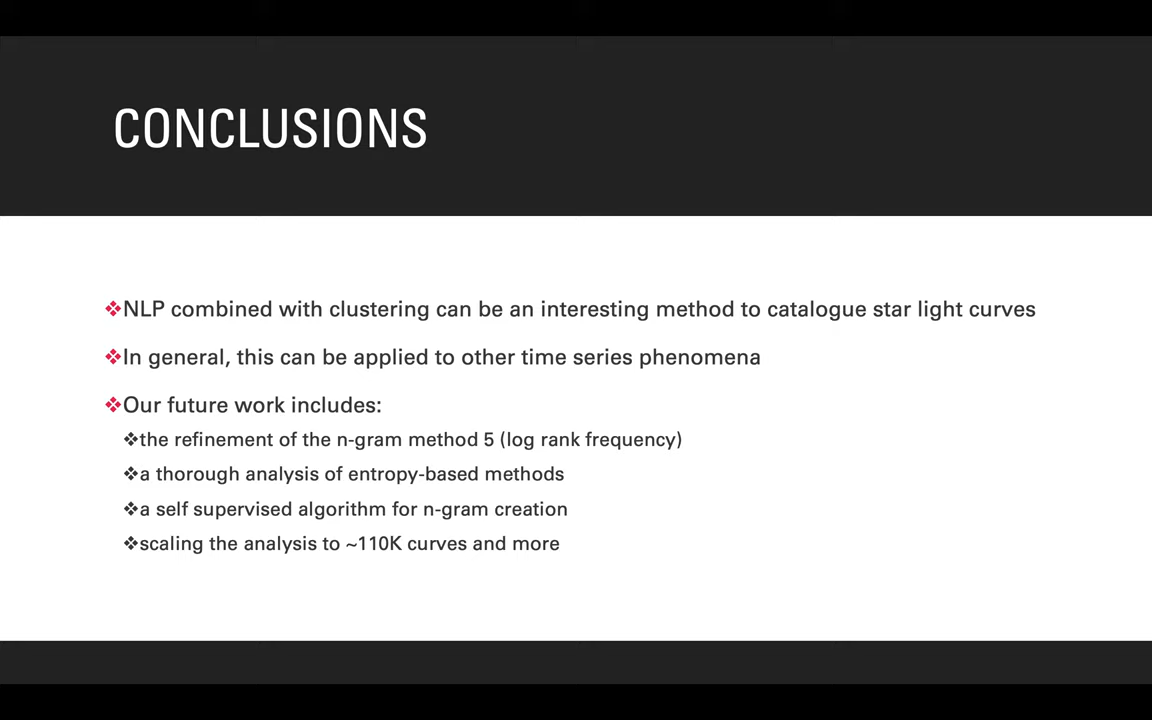 CONCLUSIONS
❖NLP combined with clustering can be an interesting method to catalogue star light curves
❖In general, this can be applied to other time series phenomena
❖Our future work includes:
❖the refinement of the n-gram method 5 (log rank frequency)
❖a thorough analysis of entropy-based methods
❖a self supervised algorithm for n-gram creation
❖scaling the analysis to ~110K curves and more